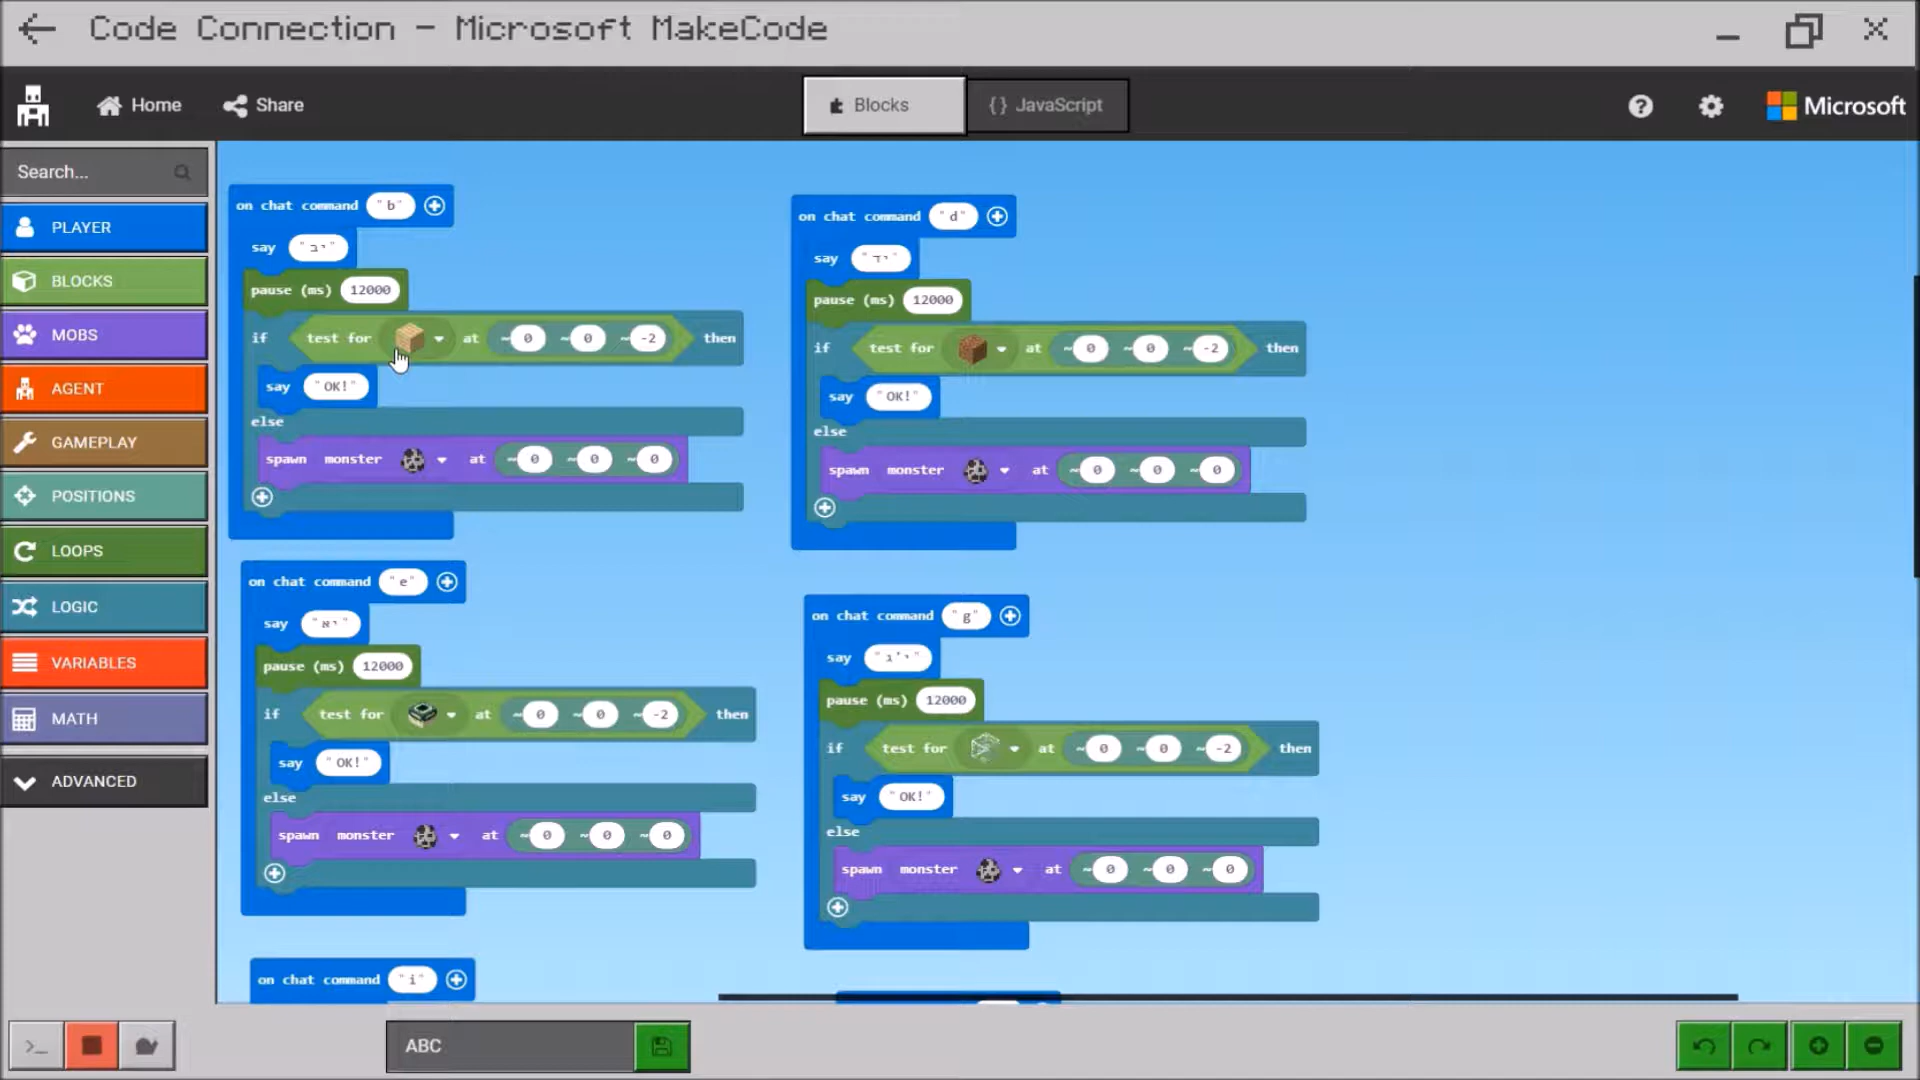 Code Connection - Microsoft MakeCode
Home
Share
Blocks
{} JavaScript
Microsoft
Search...
PLAYER
BLOCKS
MOBS
AGENT
GAMEPLAY
POSITIONS
LOOPS
LOGIC
VARIABLES
MATH
ADVANCED
on chat command "b"
say "יב"
pause (ms) 12000
if test for at ~0 ~0 ~-2 then
say "OK!"
else
spawn monster at ~0 ~0 ~0
on chat command "d"
say "יד"
pause (ms) 12000
if test for at ~0 ~0 ~-2 then
say "OK!"
else
spawn monster at ~0 ~0 ~0
on chat command "e"
say "יא"
pause (ms) 12000
if test for at ~0 ~0 ~-2 then
say "OK!"
else
spawn monster at ~0 ~0 ~0
on chat command "g"
say "י'ג"
pause (ms) 12000
if test for at ~0 ~0 ~-2 then
say "OK!"
else
spawn monster at ~0 ~0 ~0
on chat command "i"
ABC